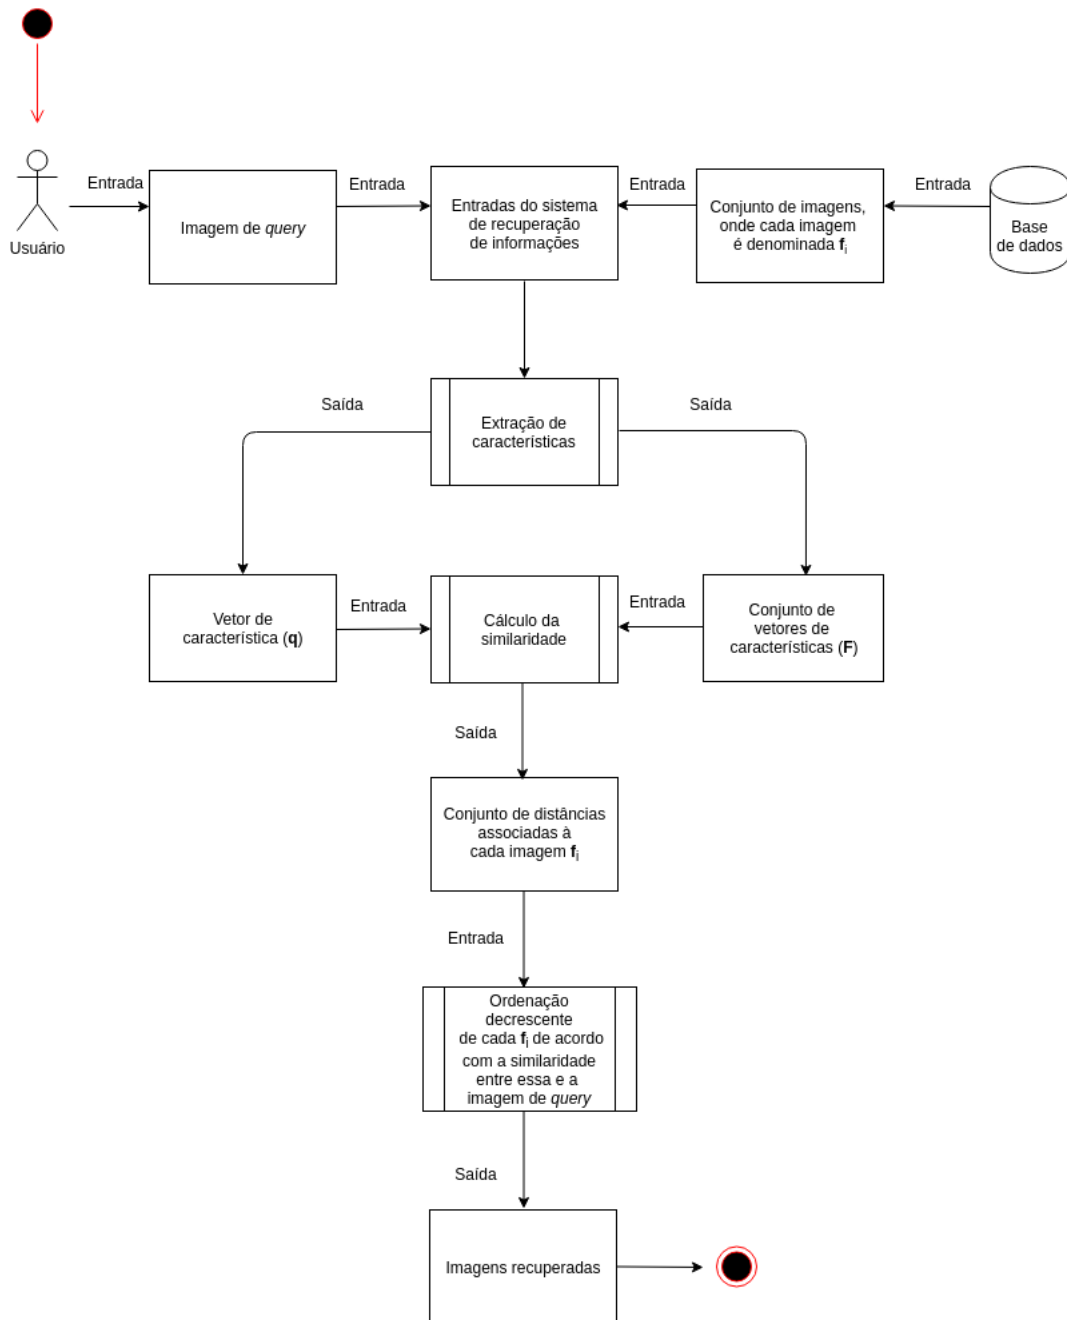 Entrada
Entrada
Entrada
Entrada
Usuário
Imagem de query
Entradas do sistema
de recuperação
de informações
Conjunto de imagens,
onde cada imagem
é denominada fi
Base
de dados
Saída
Extração de
características
Saída
Vetor de
característica (q)
Entrada
Cálculo da
similaridade
Entrada
Conjunto de
vetores de
características (F)
Saída
Conjunto de distâncias
associadas à
cada imagem fi
Entrada
Ordenação
decrescente
de cada fi de acordo
com a similaridade
entre essa e a
imagem de query
Saída
Imagens recuperadas